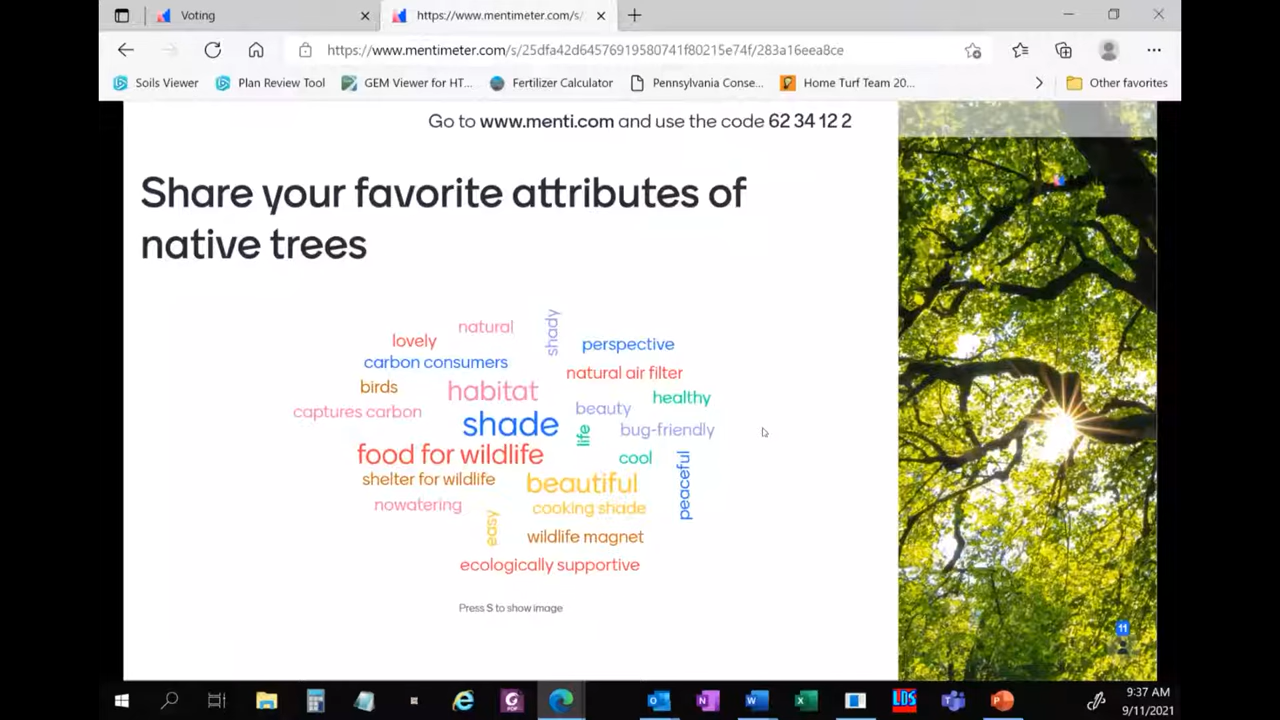 Voting
https://www.mentimeter.com/s/
https://www.mentimeter.com/s/25dfa42d64576919580741f80215e74f/283a16eea8ce
Soils Viewer
Plan Review Tool
GEM Viewer for HT...
Fertilizer Calculator
Pennsylvania Conse...
Home Turf Team 20...
Other favorites
Go to www.menti.com and use the code 62 34 12 2
Share your favorite attributes of
native trees
natural
shady
lovely
perspective
carbon consumers
natural air filter
birds
habitat
healthy
captures carbon
beauty
shade
life
bug-friendly
food for wildlife
cool
peaceful
shelter for wildlife
beautiful
nowatering
cooking shade
easy
wildlife magnet
ecologically supportive
Press S to show image
11
PDF
LDS
9:37 AM
9/11/2021